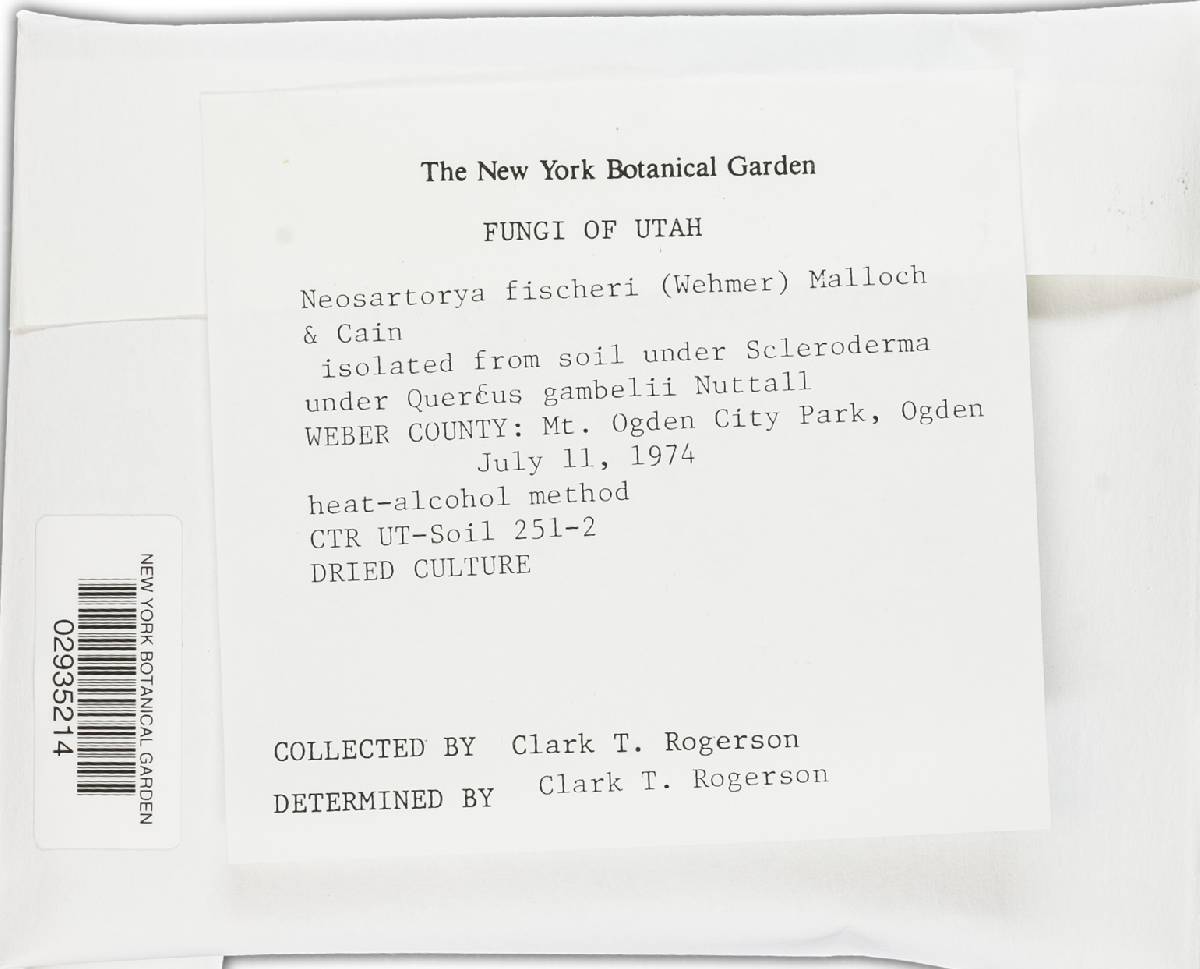 The New York Botanical Garden
FUNGI OF UTAH
Neosartorya fischeri (Wehmer) Malloch
& Cain
isolated from soil under Scleroderma
under Quercus gambelii Nuttall
WEBER COUNTY: Mt. Ogden City Park, Ogden
July 11, 1974
heat-alcohol method
CTR UT-Soil 251-2
DRIED CULTURE
COLLECTED BY Clark T. Rogerson
DETERMINED BY Clark T. Rogerson
NEW YORK BOTANICAL GARDEN
02935214